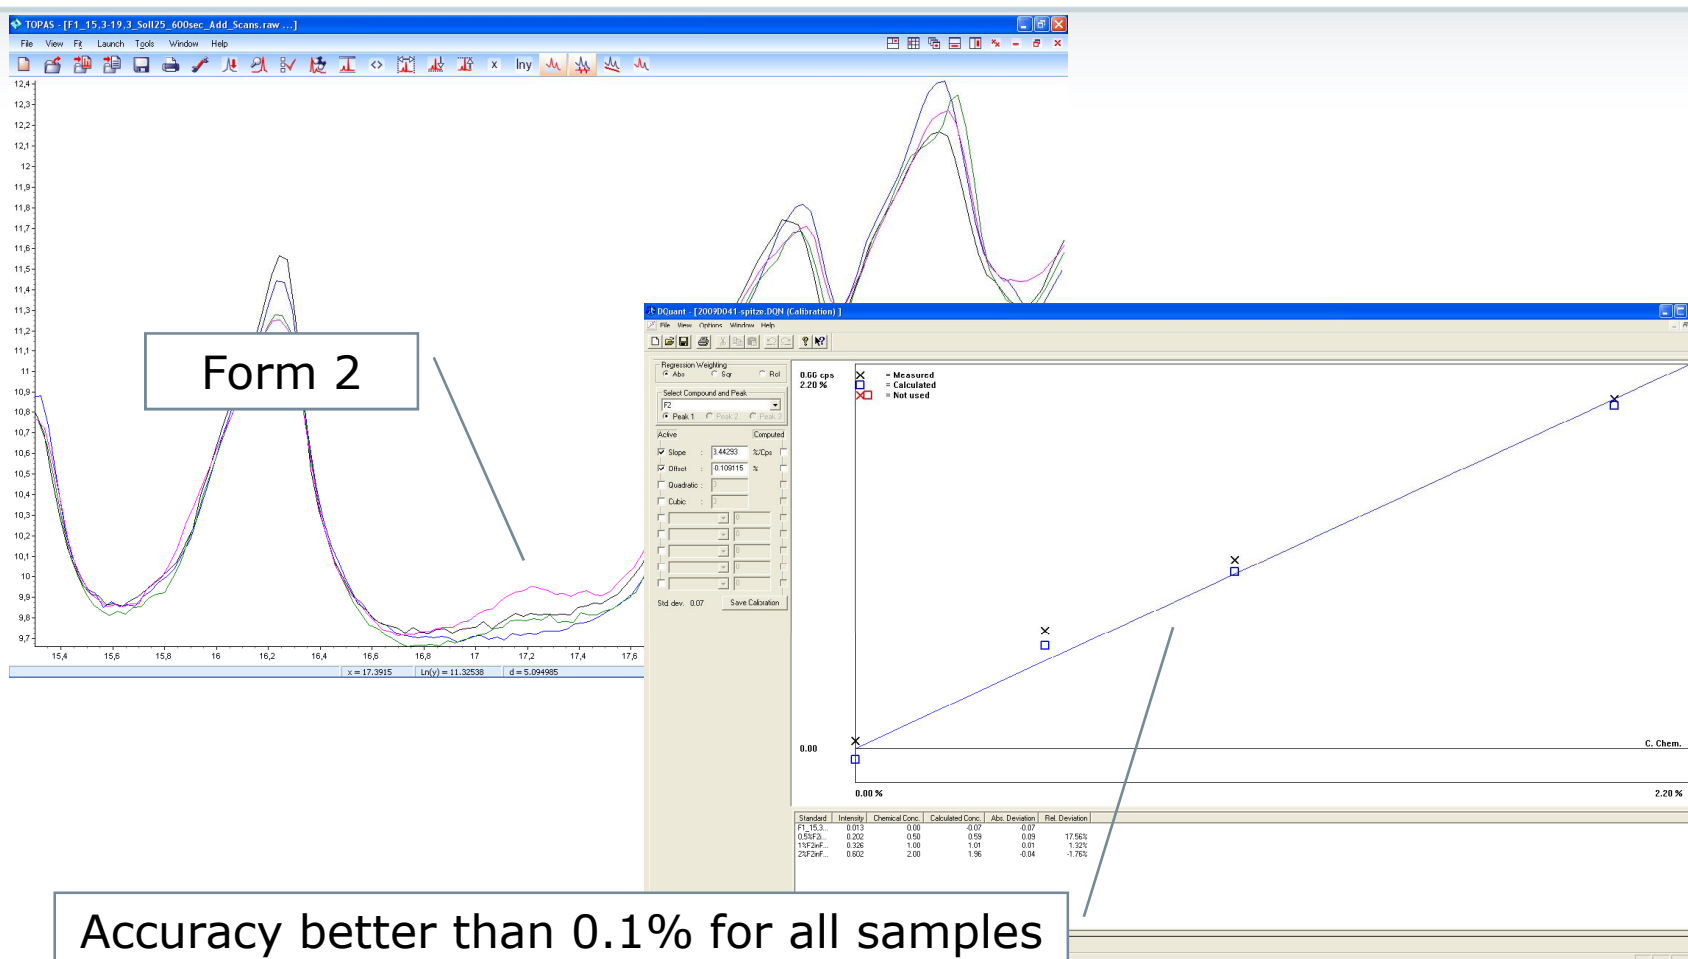 TOPAS - [F1_15,3-19,3_Soll25_600sec_Add_Scans.raw ...]
File View Fit Launch Tools Window Help
x lny
12,4
12,3
12,2
12,1
12
11,9
11,8
11,7
11,6
11,5
11,4
11,3
11,2
11,1
11
10,9
10,8
10,7
10,6
10,5
10,4
10,3
10,2
10,1
10
9,9
9,8
9,7
15,4 15,6 15,8 16 16,2 16,4 16,6 16,8 17 17,2 17,4 17,6
x = 17.3915 Ln(y) = 11.32538 d = 5.094985
Form 2
DQuant - [2009D041-spitze.DQN (Calibration) ]
File View Options Window Help
Regression Weighting
Abs Sqr Rel
Select Compound and Peak
F2
Peak 1 Peak 2 Peak 3
Active Computed
Slope : 3.44293 %/Cps
Offset : -0.109115 %
Quadratic : 0
Cubic : 0
0
0
0
0
0
Std. dev. 0.07 Save Calibration
0.66 cps
2.20 %
= Measured
= Calculated
= Not used
0.00
C. Chem.
0.00 % 2.20 %
Standard Intensity Chemical Conc. Calculated Conc. Abs. Deviation Rel. Deviation
F1_15,3... 0.013 0.00 -0.07 -0.07
0,5%F2i... 0.202 0.50 0.59 0.09 17.56%
1%F2inF... 0.326 1.00 1.01 0.01 1.32%
2%F2inF... 0.602 2.00 1.96 -0.04 -1.76%
Accuracy better than 0.1% for all samples